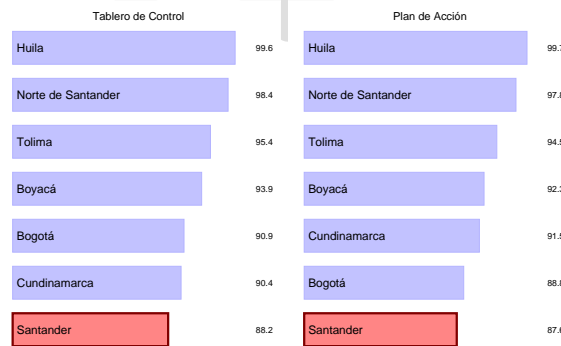 Tablero de Control
Huila 99.6
Norte de Santander 98.4
Tolima 95.4
Boyacá 93.9
Bogotá 90.9
Cundinamarca 90.4
Santander 88.2
Plan de Acción
Huila
Norte de Santander
Tolima
Boyacá
Cundinamarca
Bogotá
Santander